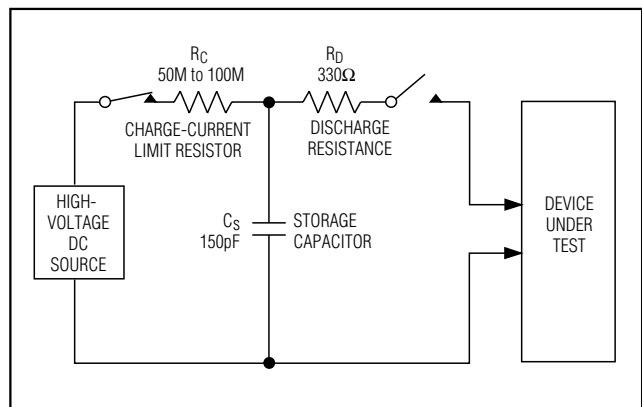 R_C
50M to 100M
CHARGE-CURRENT
LIMIT RESISTOR
R_D
330Ω
DISCHARGE
RESISTANCE
HIGH-
VOLTAGE
DC
SOURCE
C_S
150pF
STORAGE
CAPACITOR
DEVICE
UNDER
TEST